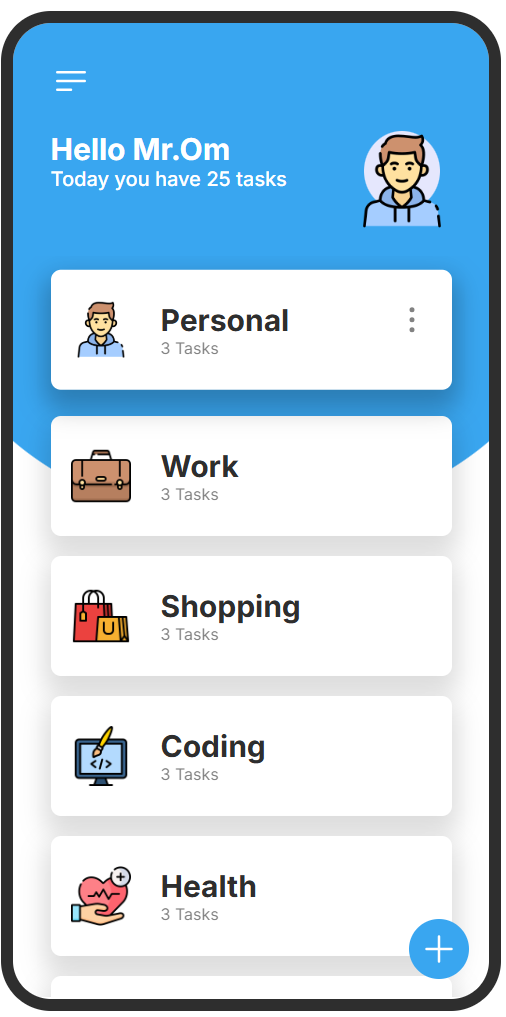 Hello Mr.Om
Today you have 25 tasks
Personal
3 Tasks
Work
3 Tasks
Shopping
3 Tasks
Coding
3 Tasks
</>
Health
3 Tasks